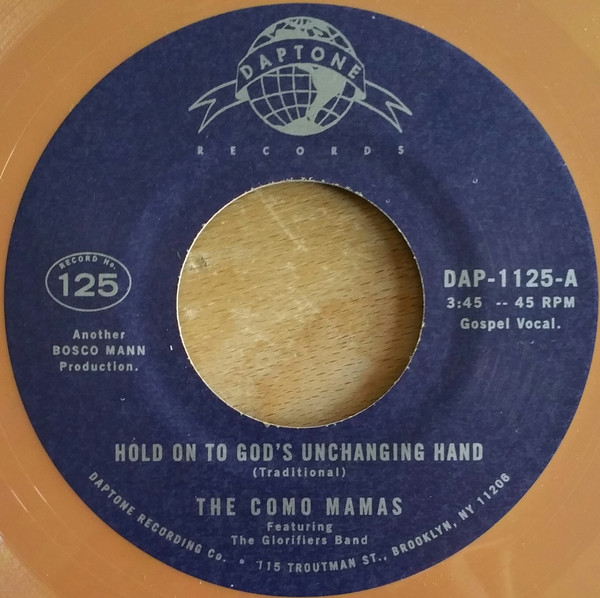 DAPTONE
RECORDS
RECORD No.
125
Another
BOSCO MANN
Production.
DAP-1125-A
3:45 -- 45 RPM
Gospel Vocal.
HOLD ON TO GOD'S UNCHANGING HAND
(Traditional)
THE COMO MAMAS
Featuring
The Glorifiers Band
DAPTONE RECORDING Co. • 115 TROUTMAN ST., BROOKLYN, NY 11206